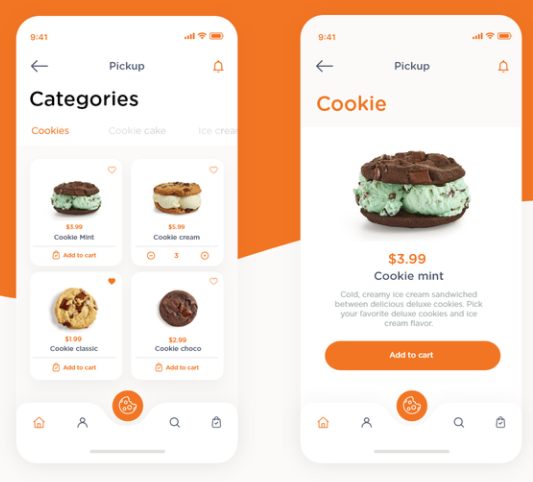 9:41
Pickup
Categories
Cookies Cookie cake Ice crea
$3.99
Cookie Mint
Add to cart
$5.99
Cookie cream
3
$1.99
Cookie classic
Add to cart
$2.99
Cookie choco
Add to cart
9:41
Pickup
Cookie
$3.99
Cookie mint
Cold, creamy ice cream sandwiched
between delicious deluxe cookies. Pick
your favorite deluxe cookies and ice
cream flavor.
Add to cart